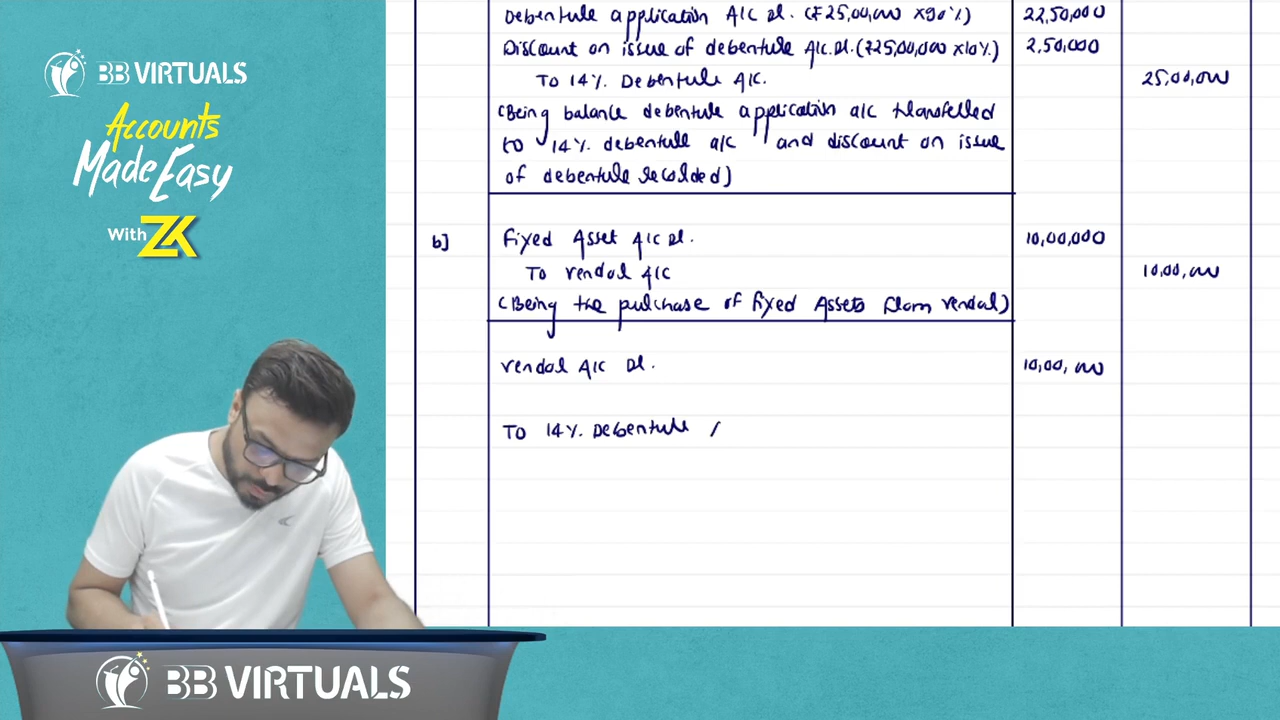 BB VIRTUALS
Accounts
Made Easy
With ZK
Debenture application A/C Dr. (₹25,00,000 x90%) 22,50,000
Discount on issue of debenture A/C.Dr.(₹25,00,000 x10%) 2,50,000
To 14% Debenture A/C. 25,00,000
(Being balance debenture application a/c transferred
to 14% debenture a/c and discount on issue
of debenture recorded)
b] Fixed Asset A/C Dr. 10,00,000
To vendor A/C 10,00,000
(Being the purchase of fixed Assets from vendor)
vendor A/C Dr. 10,00,000
To 14% Debenture /
BB VIRTUALS